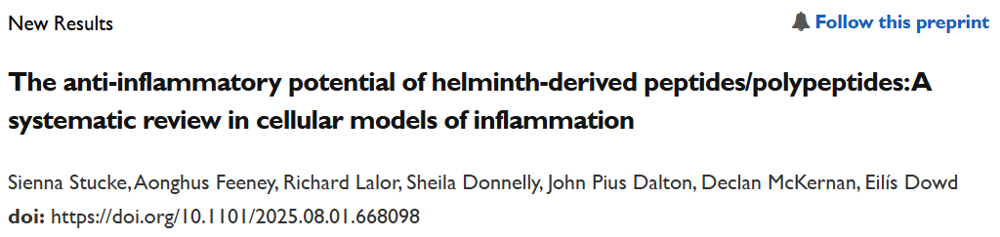 New Results
Follow this preprint
The anti-inflammatory potential of helminth-derived peptides/polypeptides: A
systematic review in cellular models of inflammation
Sienna Stucke, Aonghus Feeney, Richard Lalor, Sheila Donnelly, John Pius Dalton, Declan McKernan, Eilís Dowd
doi: https://doi.org/10.1101/2025.08.01.668098